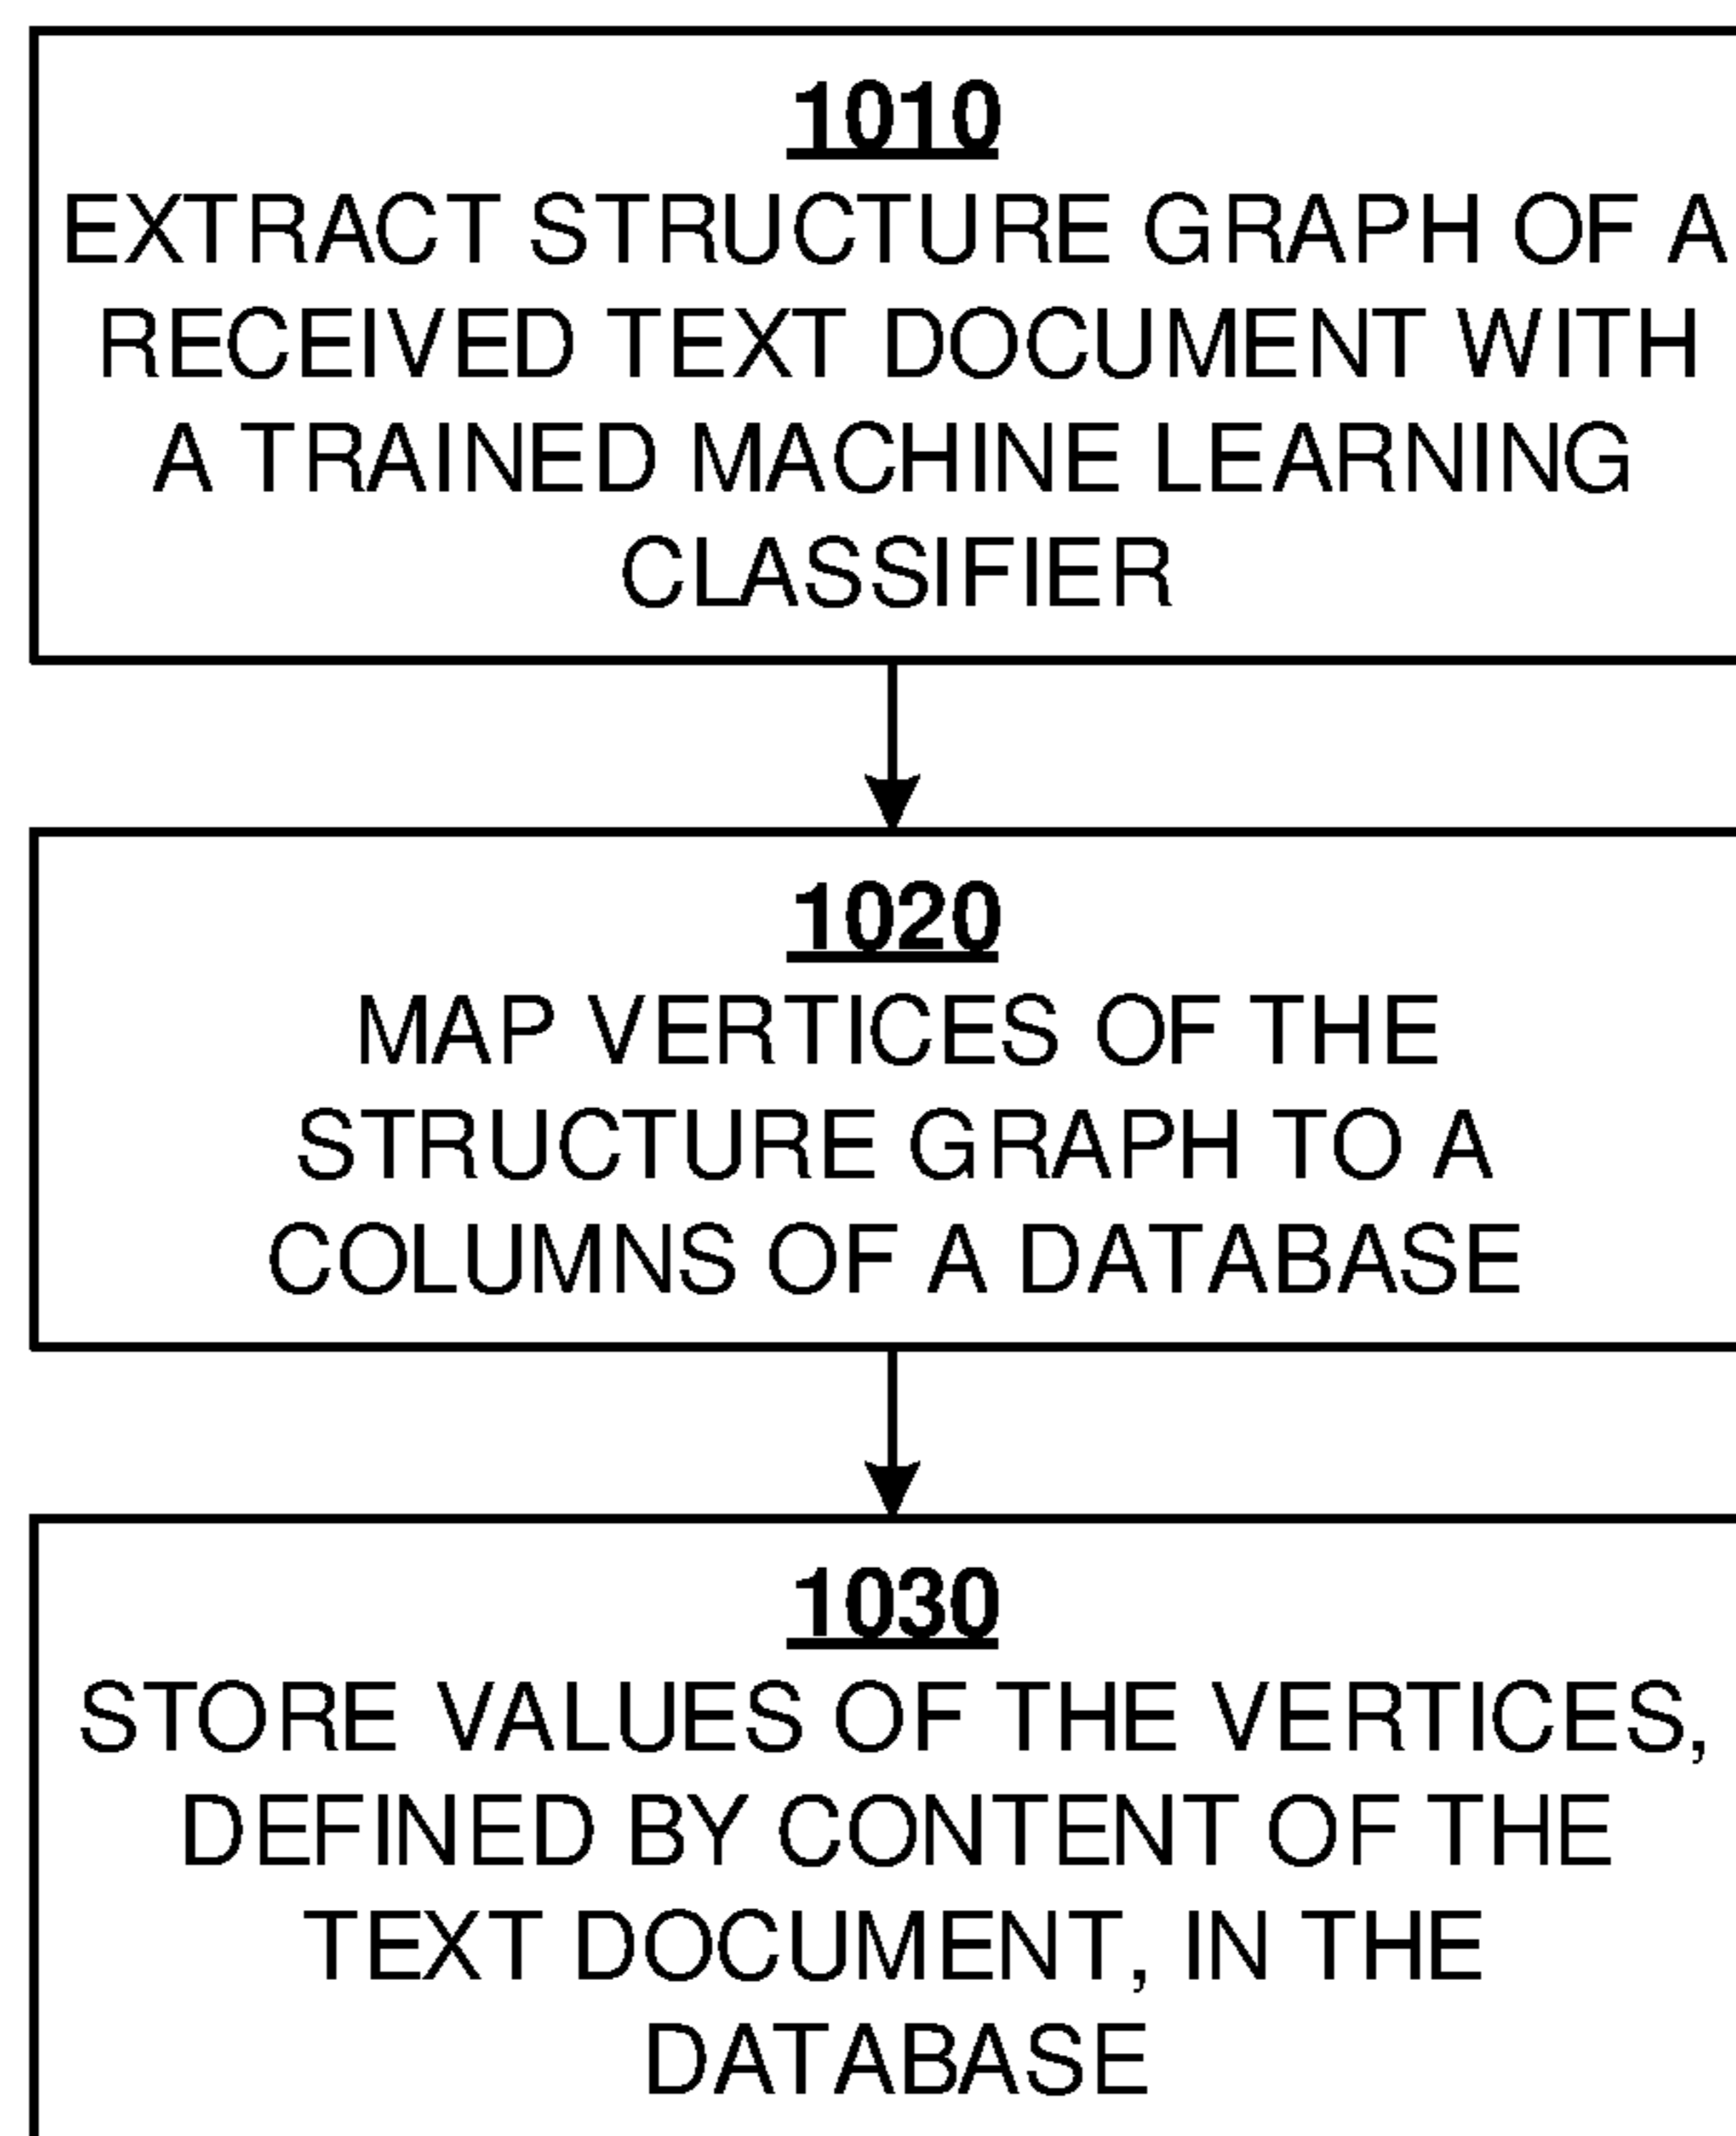 1010
EXTRACT STRUCTURE GRAPH OF A
RECEIVED TEXT DOCUMENT WITH
A TRAINED MACHINE LEARNING
CLASSIFIER
1020
MAP VERTICES OF THE
STRUCTURE GRAPH TO A
COLUMNS OF A DATABASE
1030
STORE VALUES OF THE VERTICES,
DEFINED BY CONTENT OF THE
TEXT DOCUMENT, IN THE
DATABASE